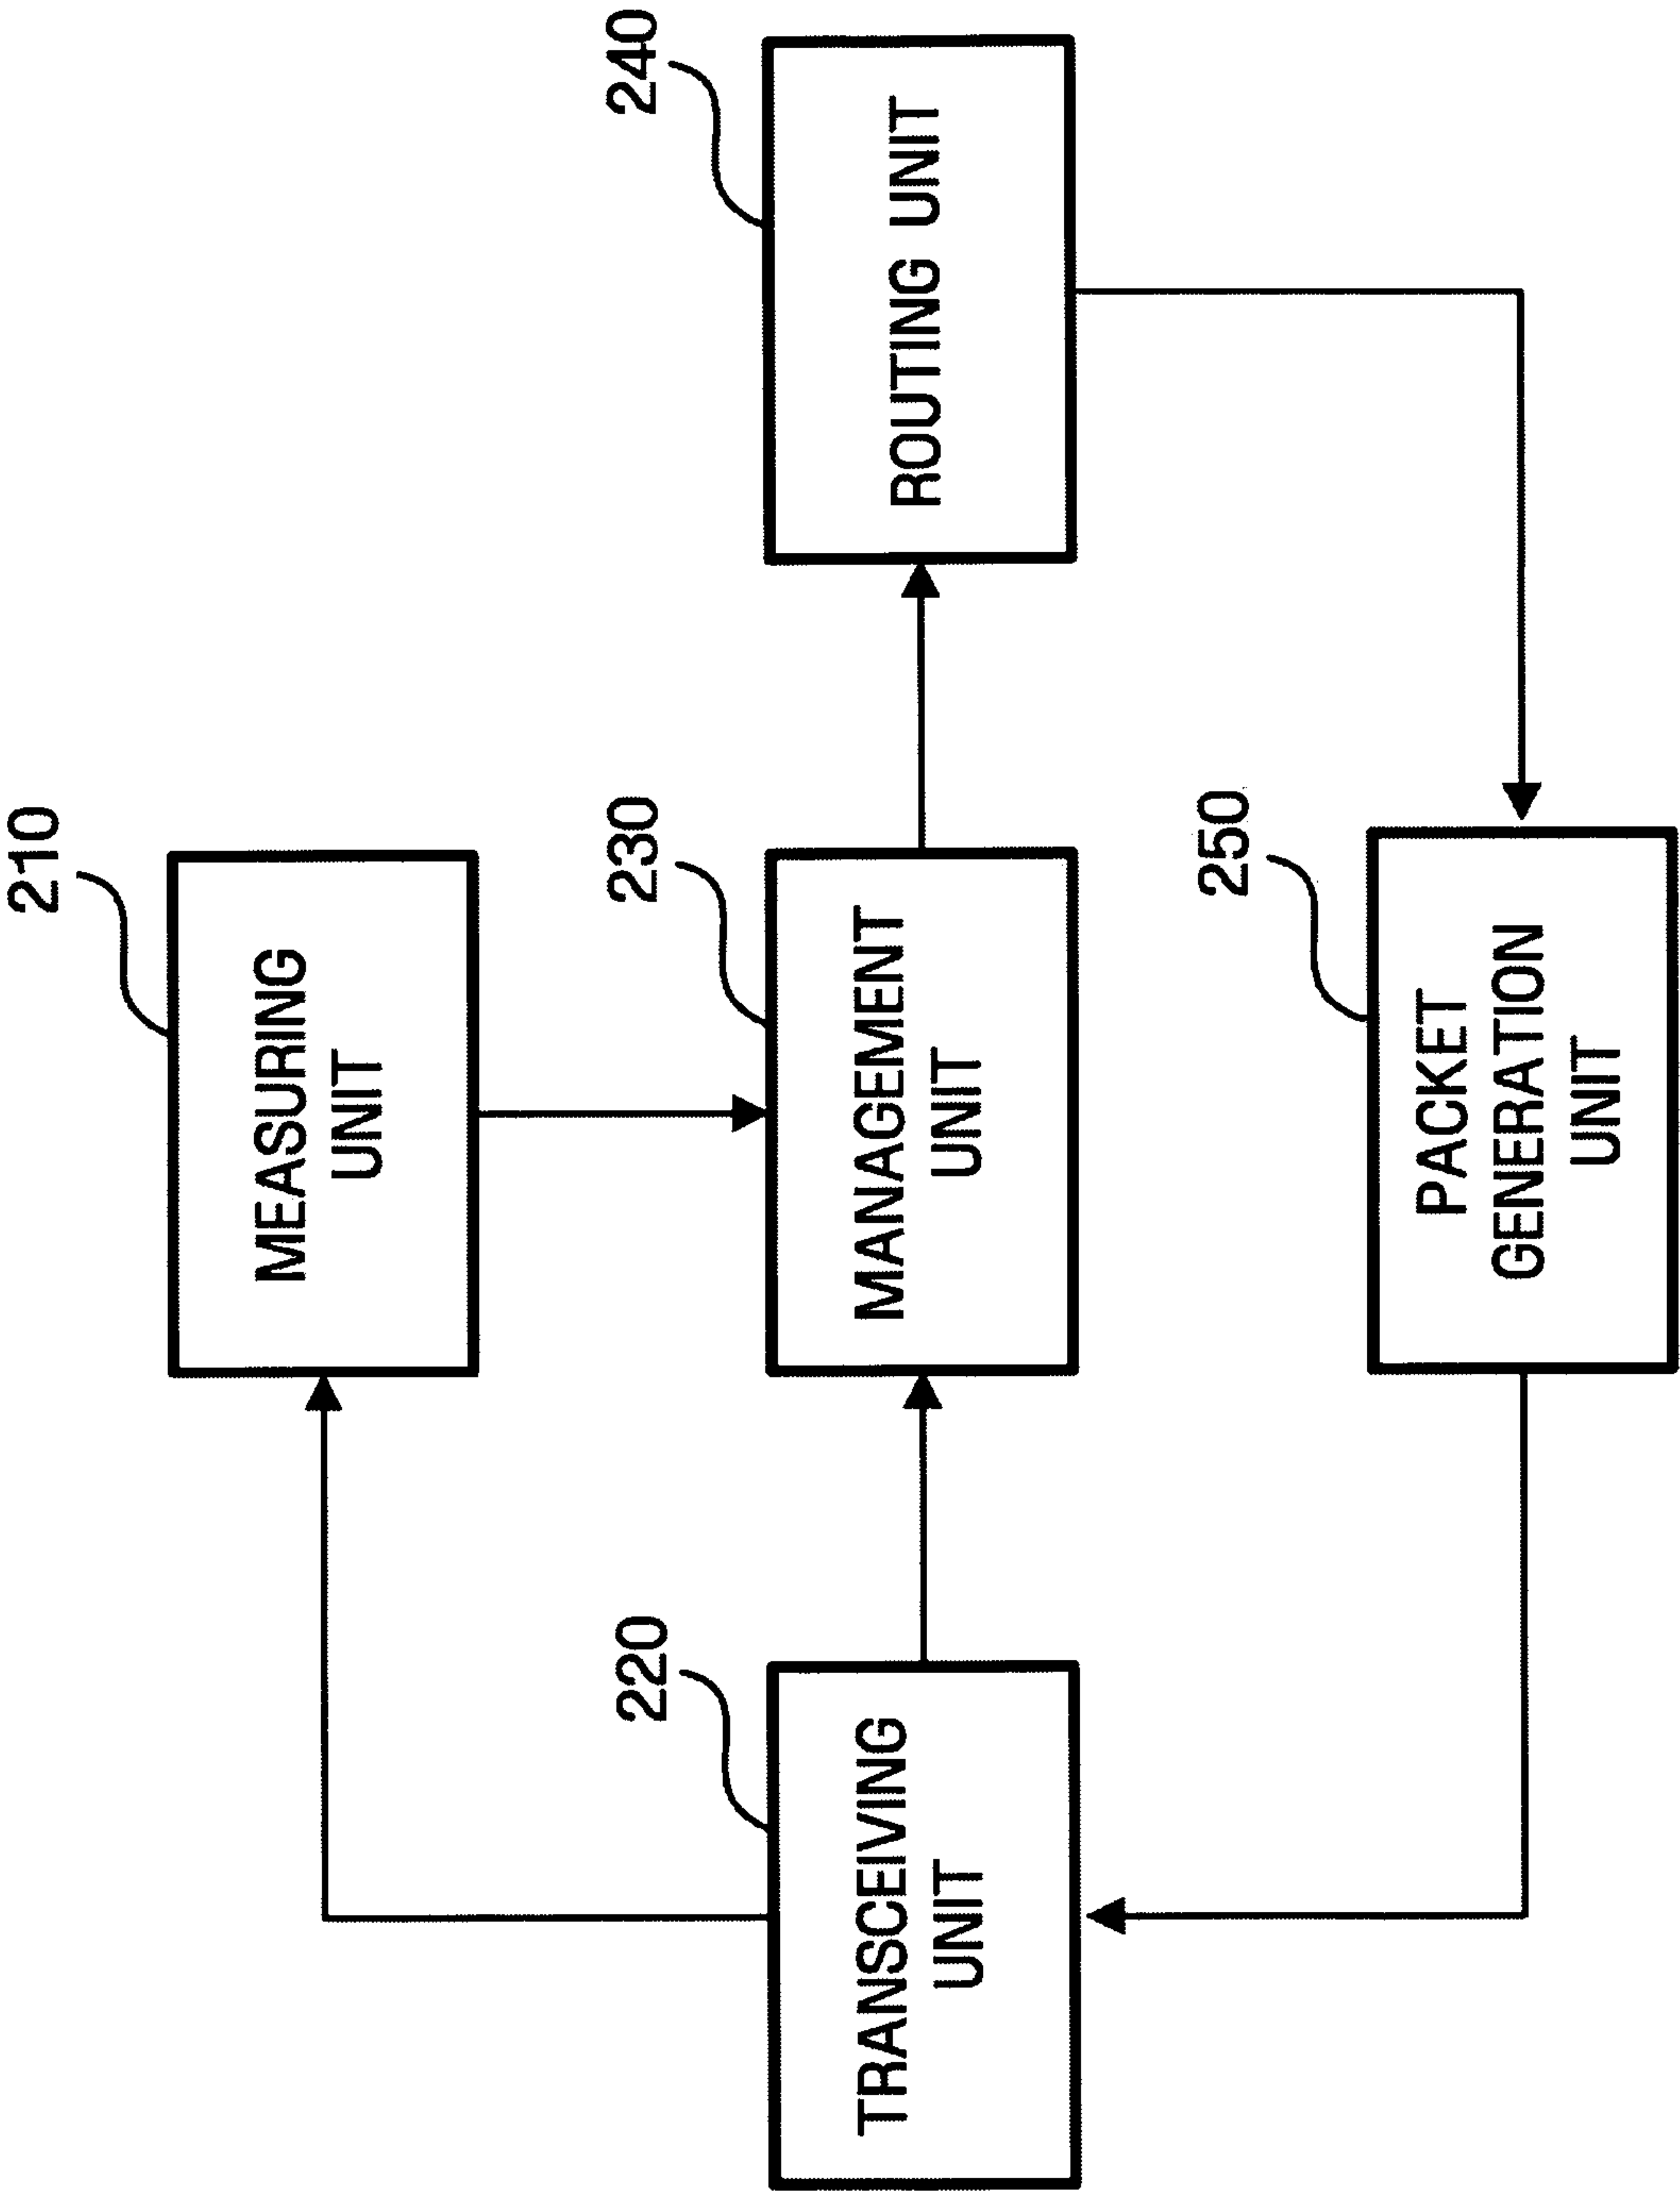 210
MEASURING
UNIT
220
TRANSCEIVING
UNIT
230
MANAGEMENT
UNIT
240
ROUTING UNIT
250
PACKET
GENERATION
UNIT